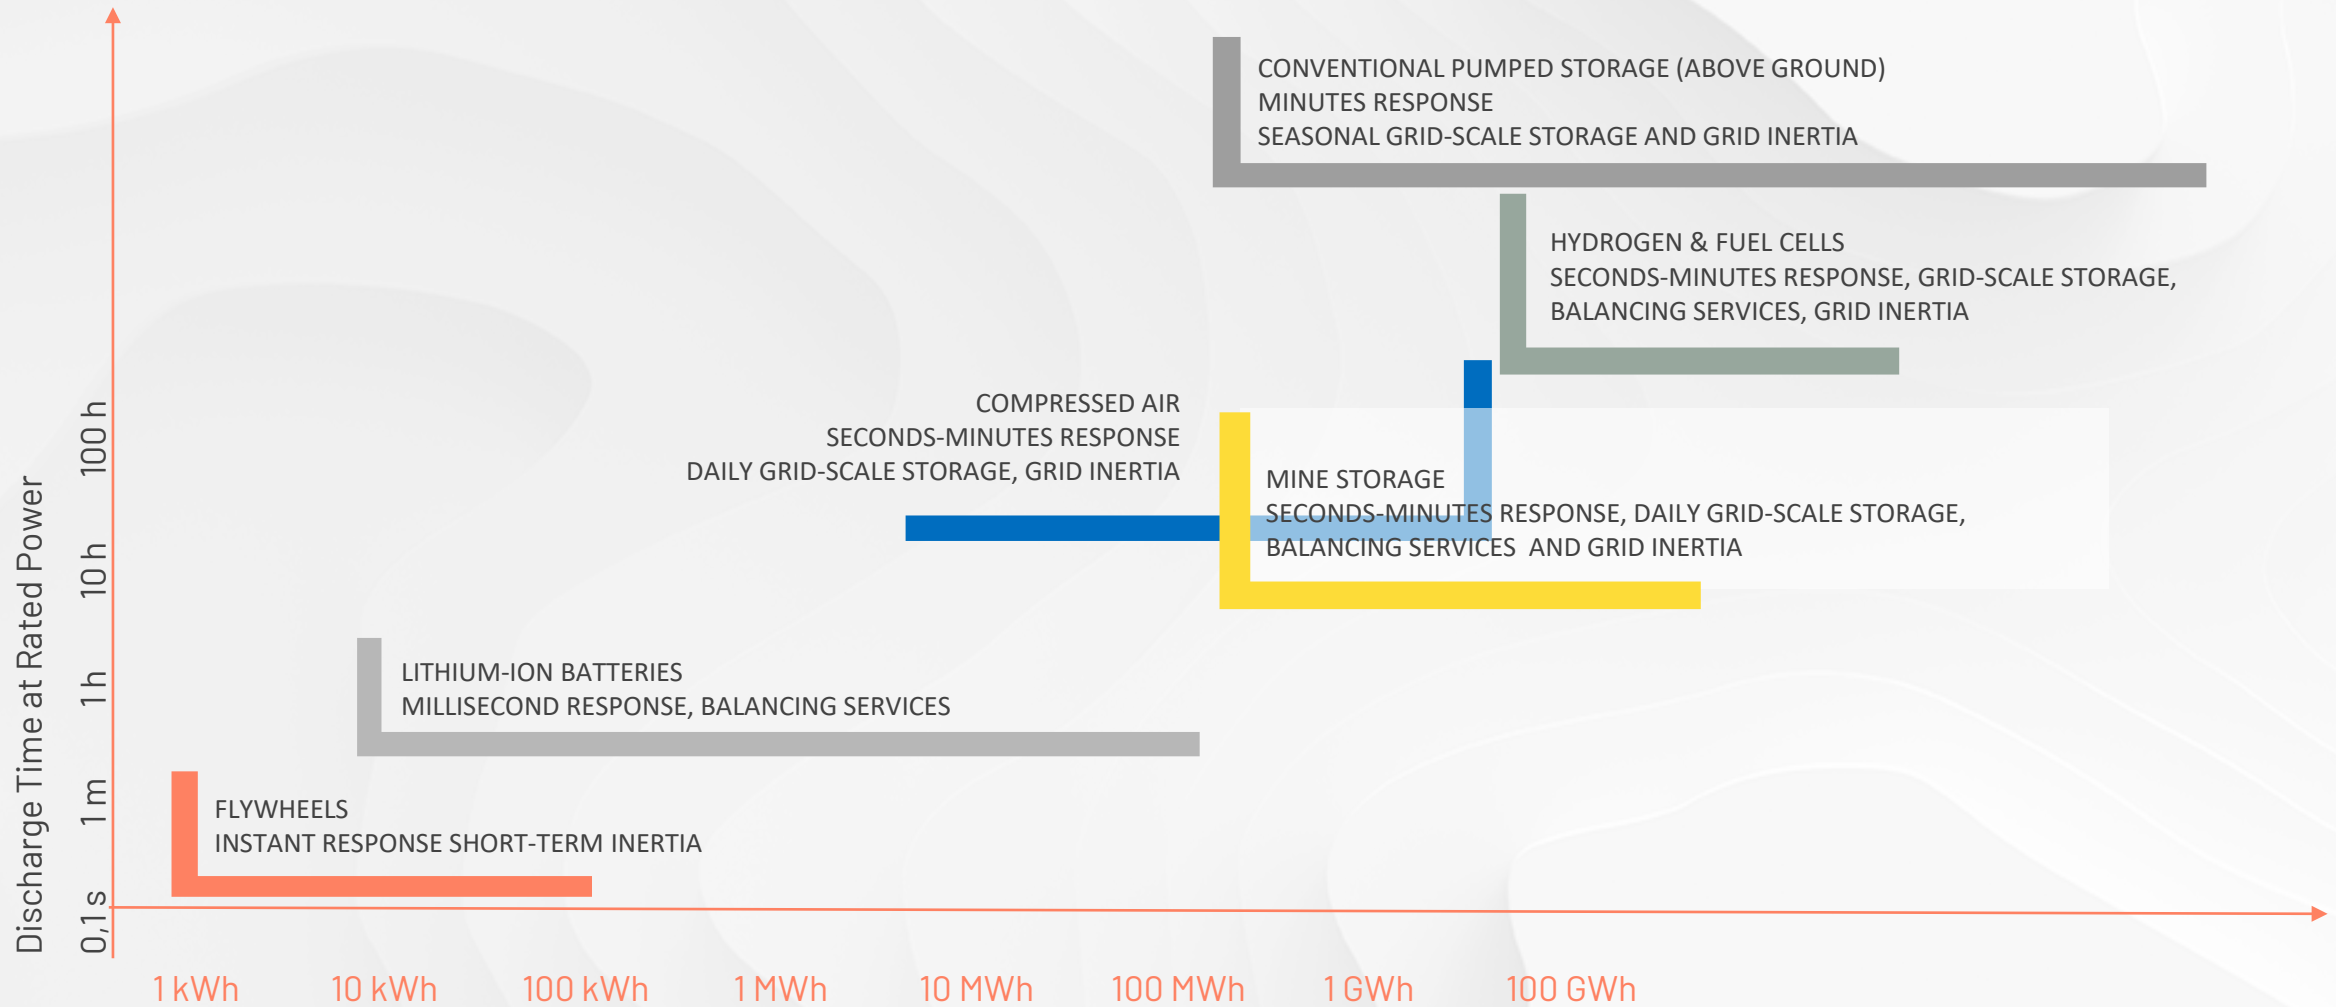 CONVENTIONAL PUMPED STORAGE (ABOVE GROUND)
MINUTES RESPONSE
SEASONAL GRID-SCALE STORAGE AND GRID INERTIA
HYDROGEN & FUEL CELLS
SECONDS-MINUTES RESPONSE, GRID-SCALE STORAGE,
BALANCING SERVICES, GRID INERTIA
COMPRESSED AIR
SECONDS-MINUTES RESPONSE
DAILY GRID-SCALE STORAGE, GRID INERTIA
MINE STORAGE
SECONDS-MINUTES RESPONSE, DAILY GRID-SCALE STORAGE,
BALANCING SERVICES AND GRID INERTIA
LITHIUM-ION BATTERIES
MILLISECOND RESPONSE, BALANCING SERVICES
FLYWHEELS
INSTANT RESPONSE SHORT-TERM INERTIA
Discharge Time at Rated Power
100 h
10 h
1 h
1 m
0,1 s
1 kWh
10 kWh
100 kWh
1 MWh
10 MWh
100 MWh
1 GWh
100 GWh